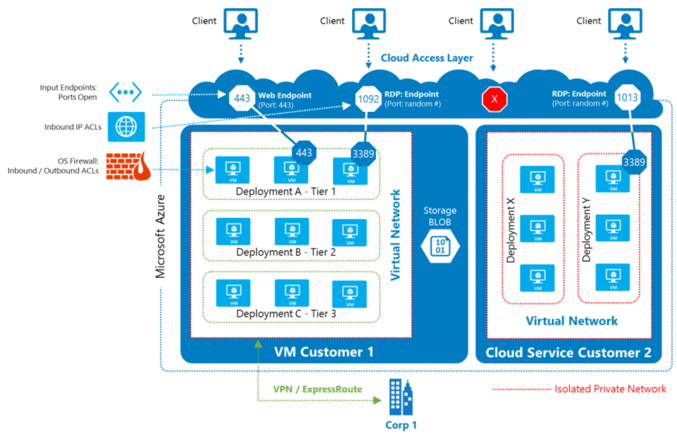 Client
Client
Client
Client
Cloud Access Layer
Input Endpoints:
Ports Open
443
Web Endpoint
(Port: 443)
1092
RDP: Endpoint
(Port: random #)
X
RDP: Endpoint
(Port: random #)
1013
Inbound IP ACLs
OS Firewall:
Inbound / Outbound ACLs
443
3389
3389
VM
VM
VM
Deployment A - Tier 1
VM
VM
VM
Deployment B - Tier 2
VM
VM
VM
Deployment C - Tier 3
Microsoft Azure
Virtual Network
Storage
BLOB
10
01
Deployment X
VM
VM
VM
Deployment Y
VM
VM
VM
Virtual Network
VM Customer 1
Cloud Service Customer 2
VPN / ExpressRoute
Isolated Private Network
Corp 1